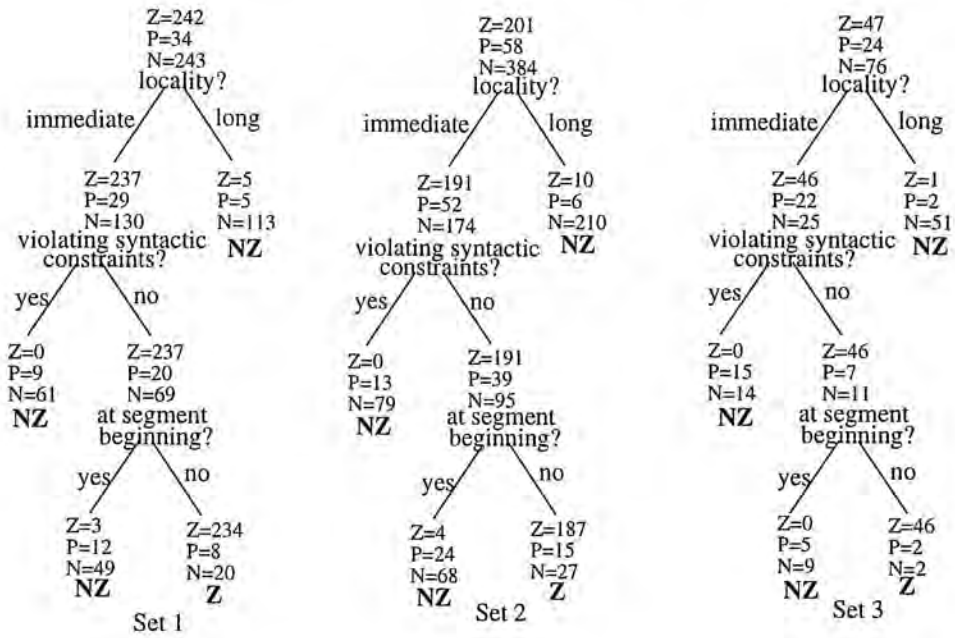 Z=242
P=34
N=243
locality?
immediate
long
Z=237
P=29
N=130
violating syntactic
constraints?
Z=5
P=5
N=113
NZ
yes
no
Z=0
P=9
N=61
NZ
Z=237
P=20
N=69
at segment
beginning?
yes
no
Z=3
P=12
N=49
NZ
Z=234
P=8
N=20
Z
Set 1
Z=201
P=58
N=384
locality?
immediate
long
Z=191
P=52
N=174
violating syntactic
constraints?
Z=10
P=6
N=210
NZ
yes
no
Z=0
P=13
N=79
NZ
Z=191
P=39
N=95
at segment
beginning?
yes
no
Z=4
P=24
N=68
NZ
Z=187
P=15
N=27
Z
Set 2
Z=47
P=24
N=76
locality?
immediate
long
Z=46
P=22
N=25
violating syntactic
constraints?
Z=1
P=2
N=51
NZ
yes
no
Z=0
P=15
N=14
NZ
Z=46
P=7
N=11
at segment
beginning?
yes
no
Z=0
P=5
N=9
NZ
Z=46
P=2
N=2
Z
Set 3